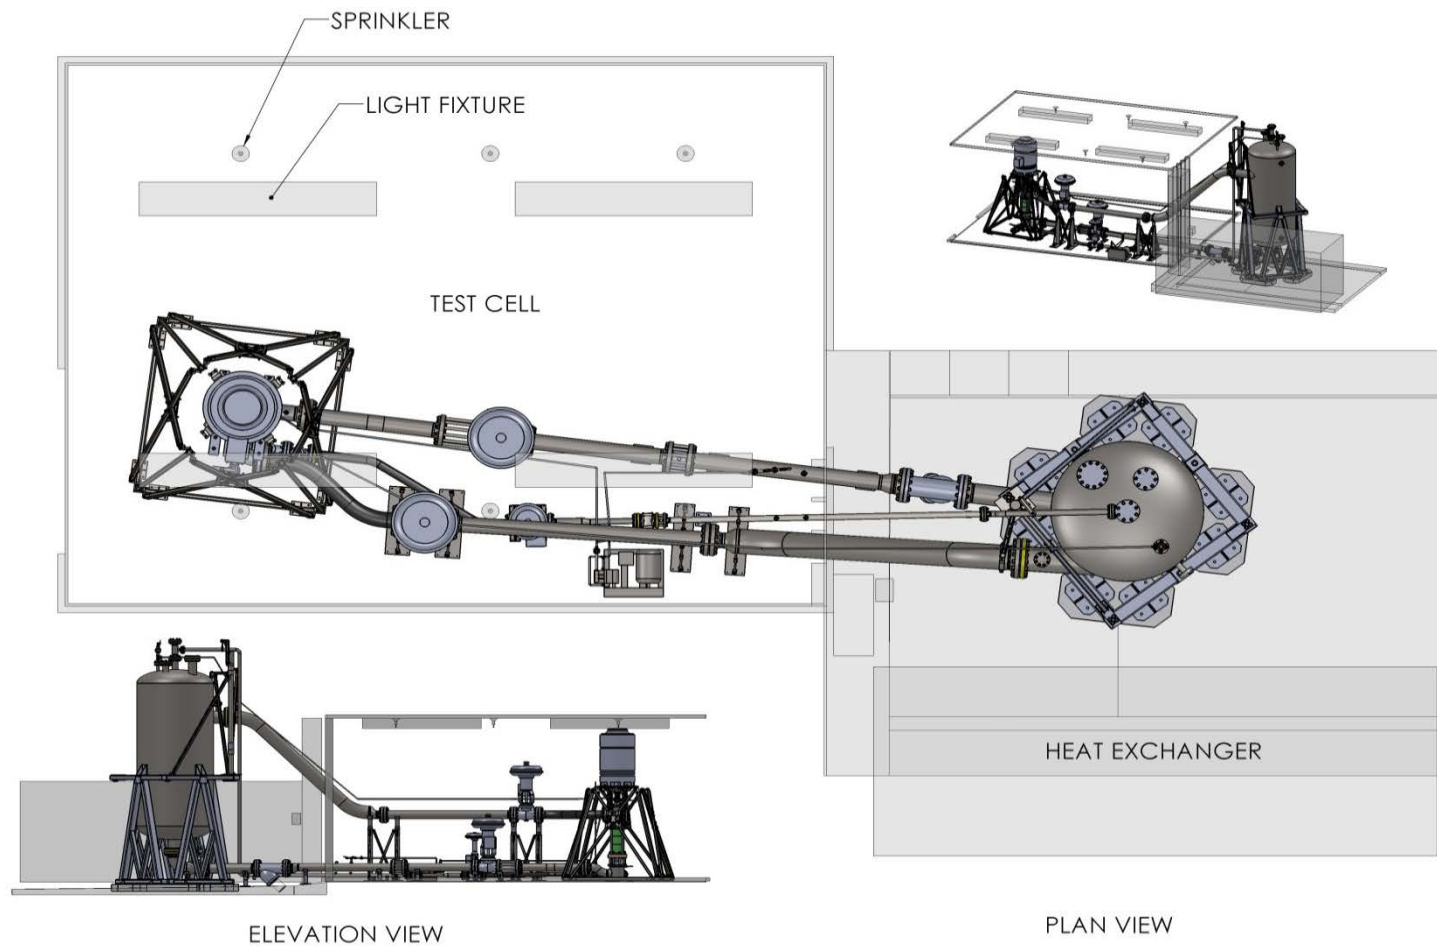 SPRINKLER
LIGHT FIXTURE
TEST CELL
HEAT EXCHANGER
ELEVATION VIEW
PLAN VIEW